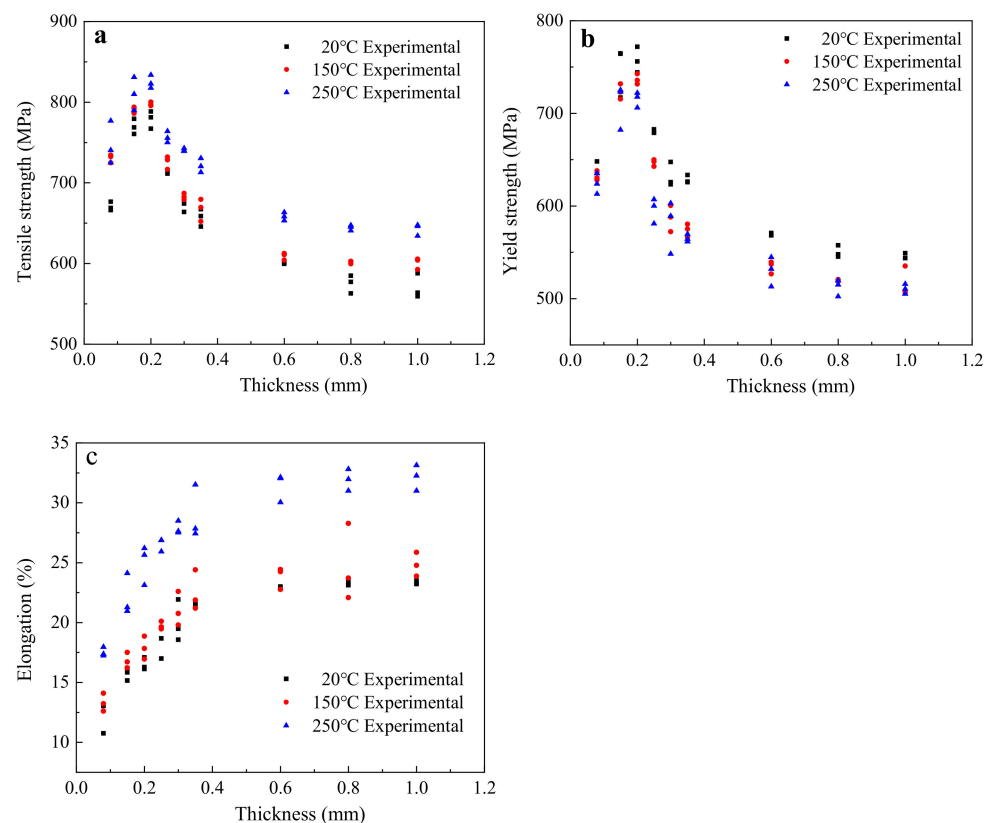 a
900
800
700
600
500
Tensile strength (MPa)
20°C Experimental
150°C Experimental
250°C Experimental
0.0 0.2 0.4 0.6 0.8 1.0 1.2
Thickness (mm)
b
800
700
600
500
Yield strength (MPa)
20°C Experimental
150°C Experimental
250°C Experimental
0.0 0.2 0.4 0.6 0.8 1.0 1.2
Thickness (mm)
c
35
30
25
20
15
10
Elongation (%)
20°C Experimental
150°C Experimental
250°C Experimental
0.0 0.2 0.4 0.6 0.8 1.0 1.2
Thickness (mm)